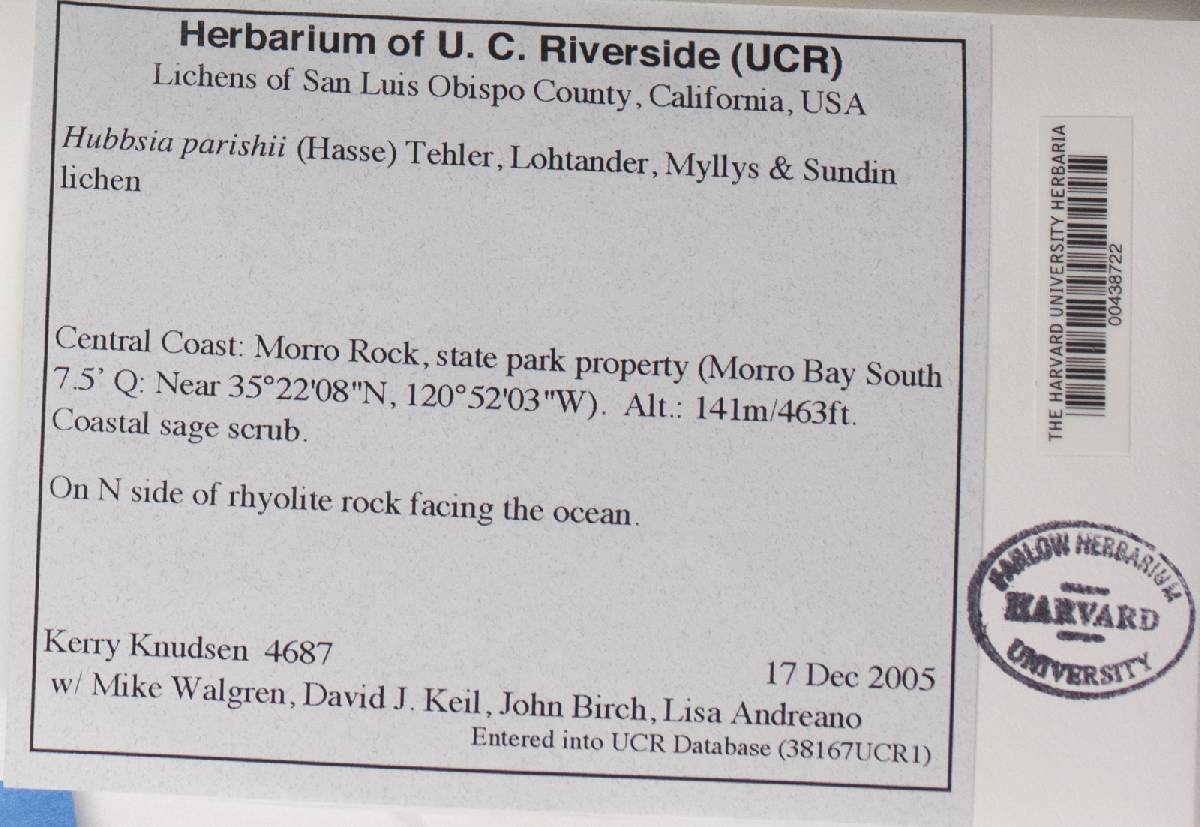 Herbarium of U. C. Riverside (UCR)
Lichens of San Luis Obispo County, California, USA
Hubbsia parishii (Hasse) Tehler, Lohtander, Myllys & Sundin
lichen
Central Coast: Morro Rock, state park property (Morro Bay South
7.5' Q: Near 35°22'08"N, 120°52'03"W). Alt.: 141m/463ft.
Coastal sage scrub.
On N side of rhyolite rock facing the ocean.
Kerry Knudsen 4687
17 Dec 2005
w/ Mike Walgren, David J. Keil, John Birch, Lisa Andreano
Entered into UCR Database (38167UCR1)
THE HARVARD UNIVERSITY HERBARIA
00438722
FARLOW HERBARIUM
HARVARD
UNIVERSITY